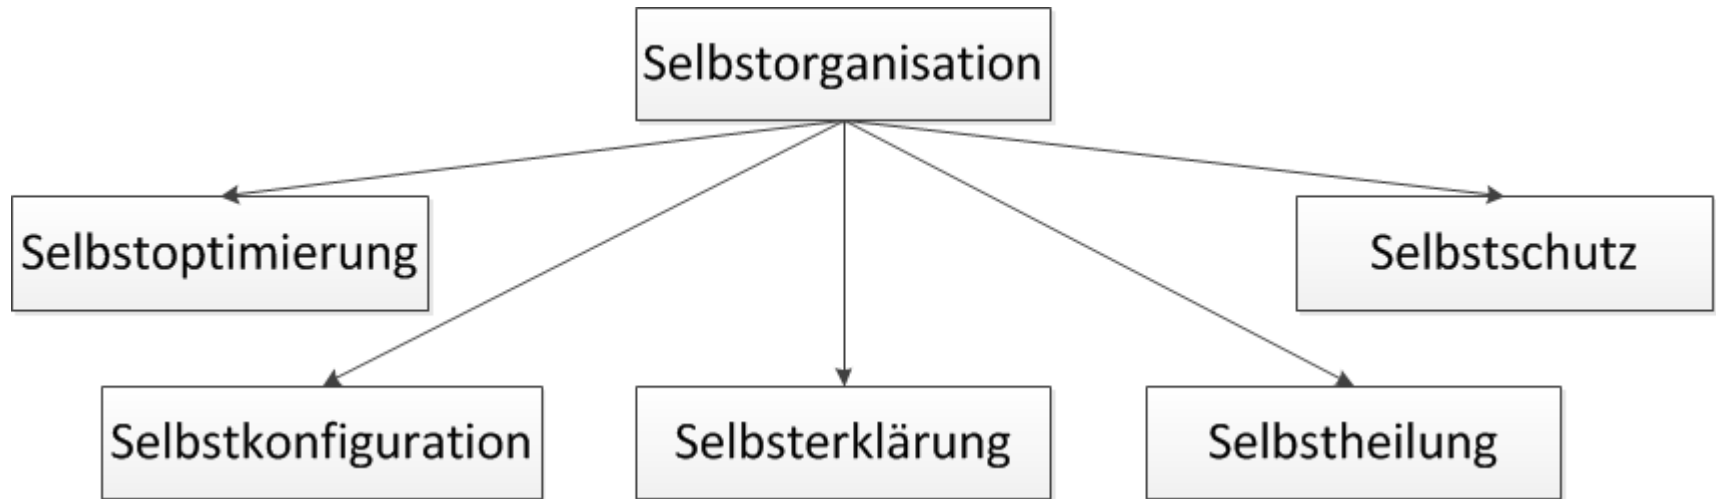 Selbstorganisation
Selbstoptimierung
Selbstschutz
Selbstkonfiguration
Selbsterklärung
Selbstheilung